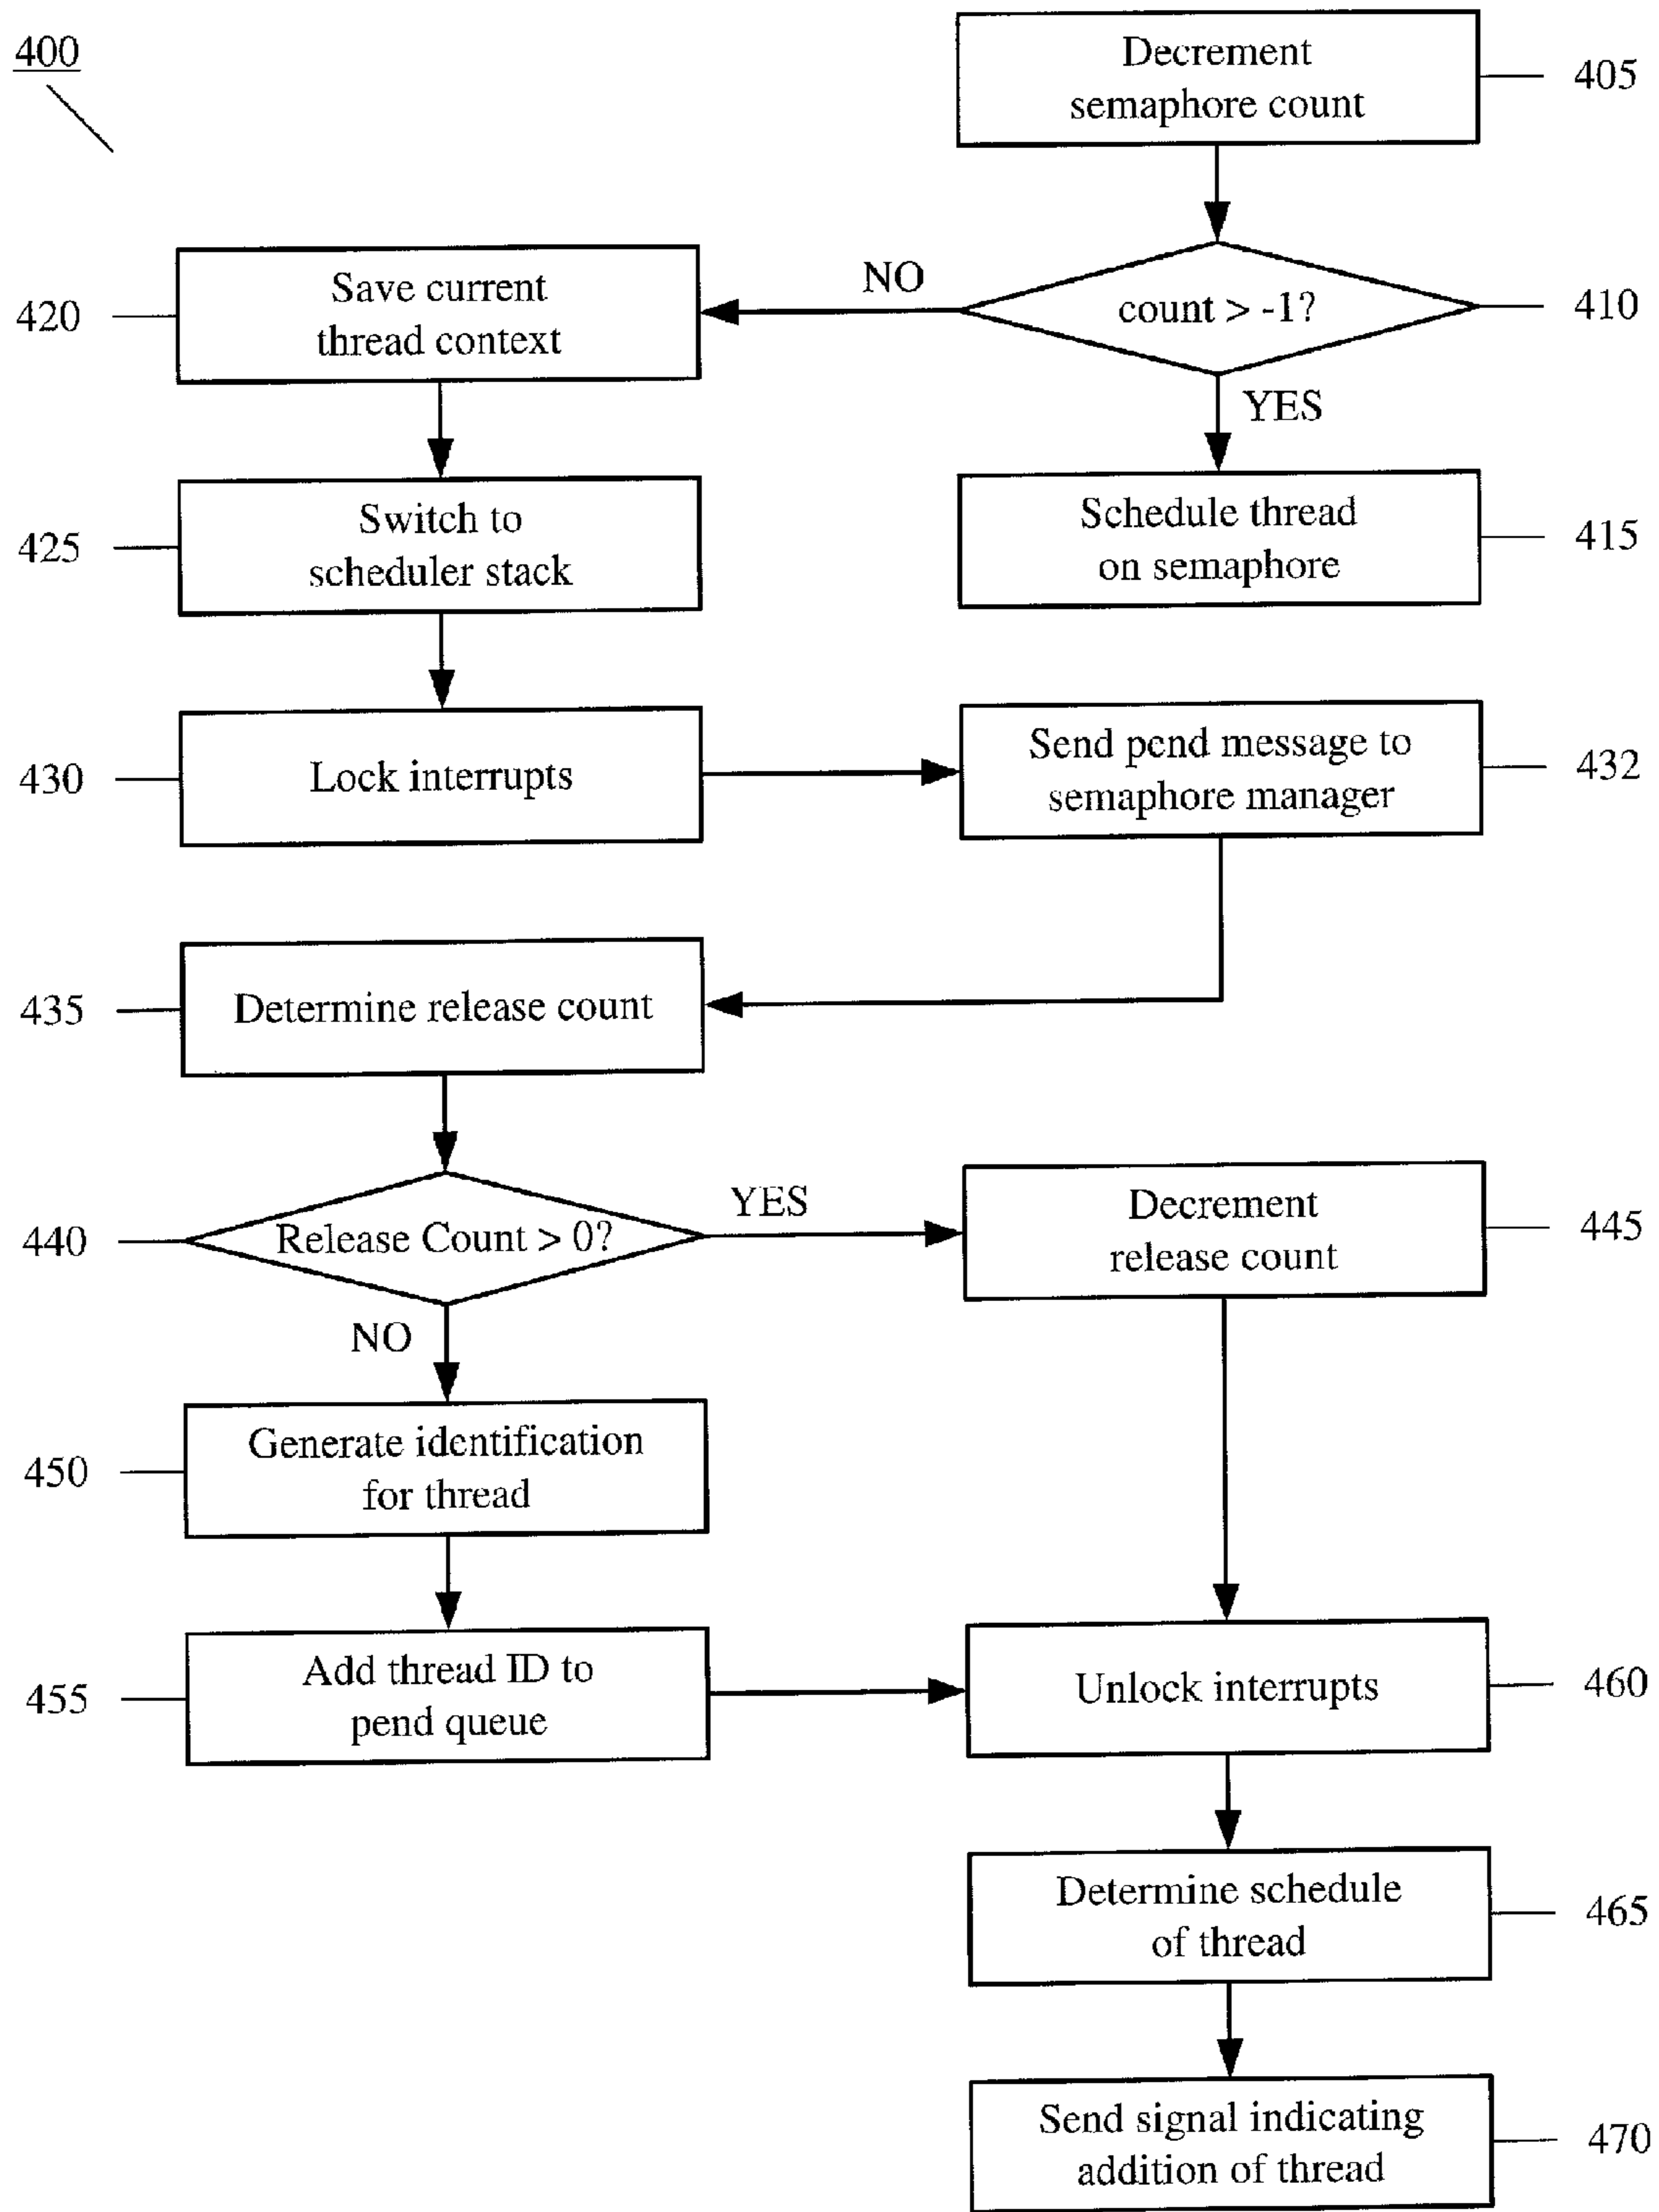 400
Decrement
semaphore count
405
count > -1?
410
NO
YES
Save current
thread context
420
Schedule thread
on semaphore
415
Switch to
scheduler stack
425
Lock interrupts
430
Send pend message to
semaphore manager
432
Determine release count
435
Release Count > 0?
440
YES
NO
Decrement
release count
445
Generate identification
for thread
450
Add thread ID to
pend queue
455
Unlock interrupts
460
Determine schedule
of thread
465
Send signal indicating
addition of thread
470